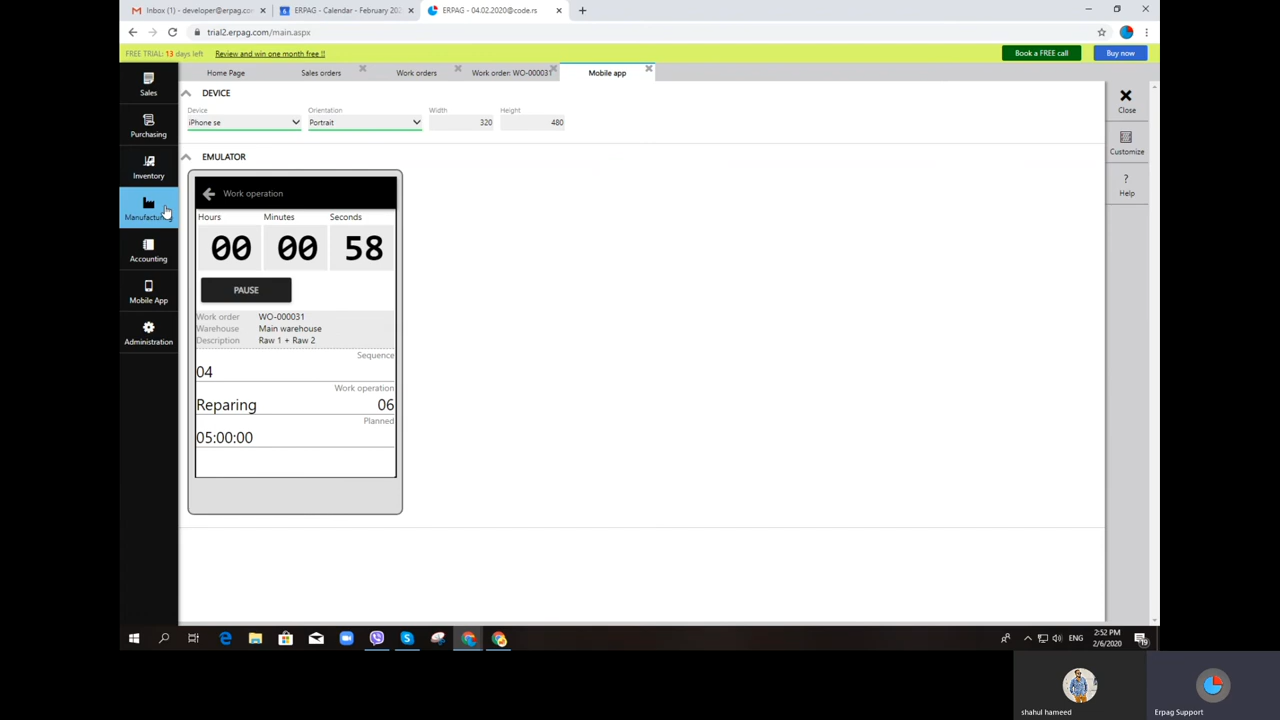 Inbox (1) - developer@erpag.com
ERPAG - Calendar - February 202
ERPAG - 04.02.2020@code.rs
trial2.erpag.com/main.aspx
FREE TRIAL: 13 days left
Review and win one month free !!
Book a FREE call
Buy now
Home Page
Sales orders
Work orders
Work order: WO-000031
Mobile app
Sales
Purchasing
Inventory
Manufacturing
Accounting
Mobile App
Administration
DEVICE
Device
Orientation
Width
Height
iPhone se
Portrait
320
480
EMULATOR
Work operation
Hours
Minutes
Seconds
00
00
58
PAUSE
Work order WO-000031
Warehouse Main warehouse
Description Raw 1 + Raw 2
Sequence
04
Work operation
Reparing 06
Planned
05:00:00
Close
Customize
? Help
ENG
2:52 PM
2/6/2020
19
shahul hameed
Erpag Support